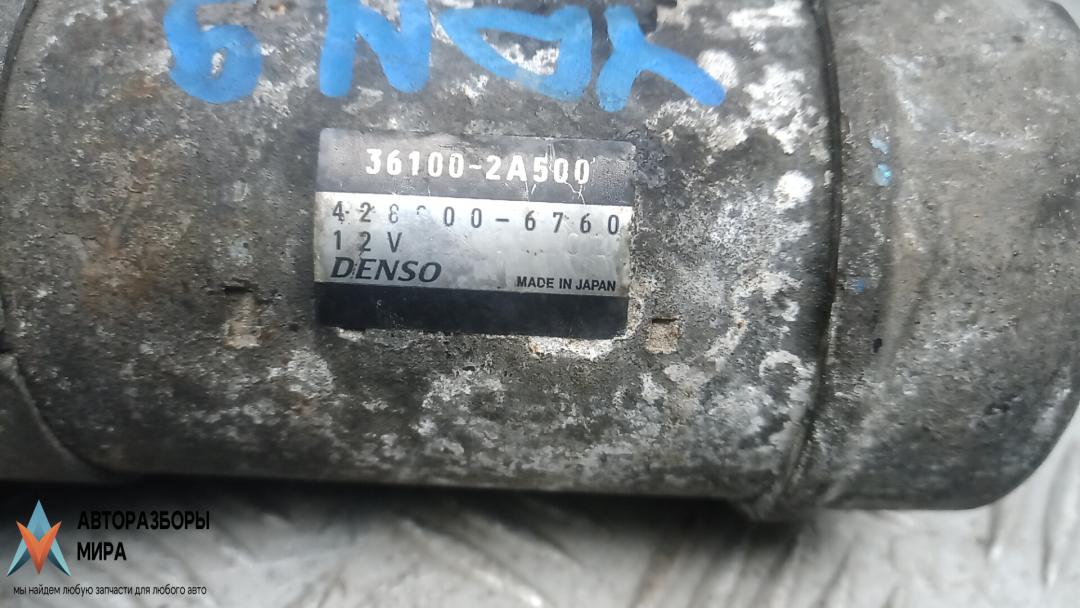 36100-2A500
12V
DENSO
MADE IN JAPAN
АВТОРАЗБОРЫ
МИРА
мы найдем любую запчасти для любого авто